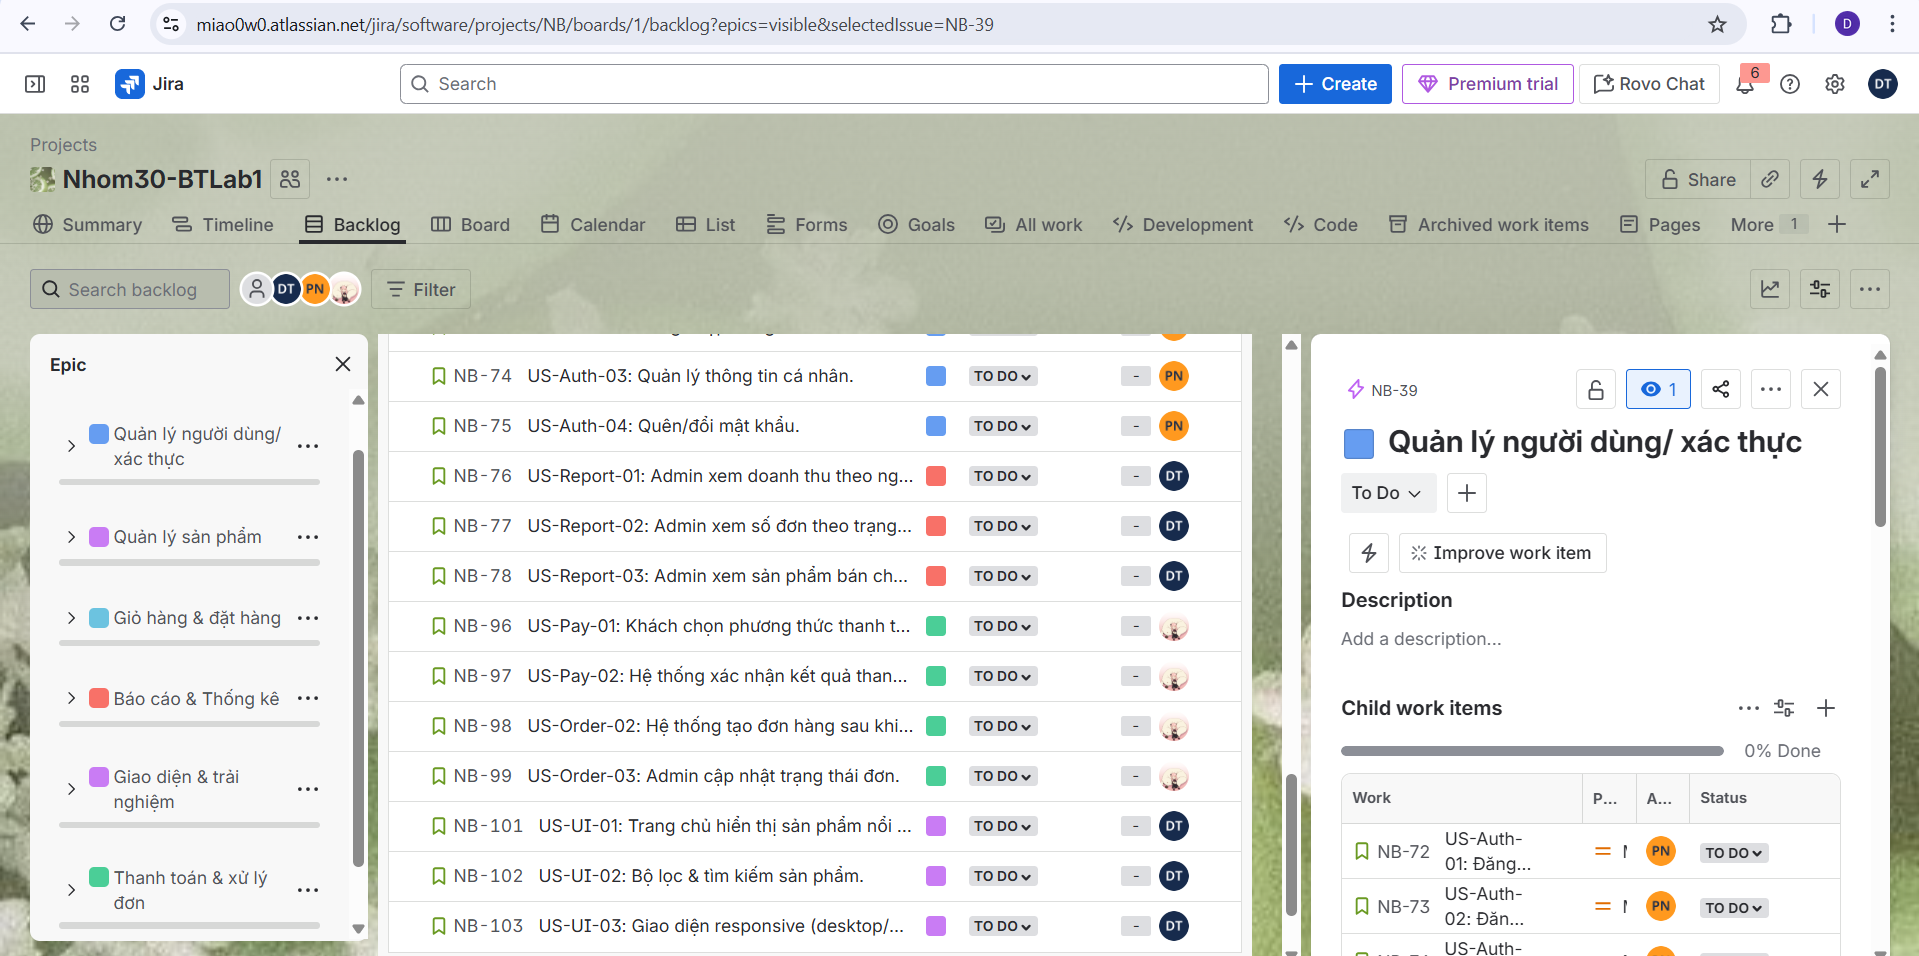 miao0w0.atlassian.net/jira/software/projects/NB/boards/1/backlog?epics=visible&selectedIssue=NB-39
D
Jira
Search
Create
Premium trial
Rovo Chat
6
DT
Projects
Nhom30-BTLab1
Share
Summary
Timeline
Backlog
Board
Calendar
List
Forms
Goals
All work
Development
Code
Archived work items
Pages
More 1
Search backlog
DT
PN
Filter
Epic
Quản lý người dùng/
xác thực
Quản lý sản phẩm
Giỏ hàng & đặt hàng
Báo cáo & Thống kê
Giao diện & trải
nghiệm
Thanh toán & xử lý
đơn
NB-74 US-Auth-03: Quản lý thông tin cá nhân. TO DO - PN
NB-75 US-Auth-04: Quên/đổi mật khẩu. TO DO - PN
NB-76 US-Report-01: Admin xem doanh thu theo ng... TO DO - DT
NB-77 US-Report-02: Admin xem số đơn theo trạng... TO DO - DT
NB-78 US-Report-03: Admin xem sản phẩm bán ch... TO DO - DT
NB-96 US-Pay-01: Khách chọn phương thức thanh t... TO DO -
NB-97 US-Pay-02: Hệ thống xác nhận kết quả than... TO DO -
NB-98 US-Order-02: Hệ thống tạo đơn hàng sau khi... TO DO -
NB-99 US-Order-03: Admin cập nhật trạng thái đơn. TO DO -
NB-101 US-UI-01: Trang chủ hiển thị sản phẩm nổi ... TO DO - DT
NB-102 US-UI-02: Bộ lọc & tìm kiếm sản phẩm. TO DO - DT
NB-103 US-UI-03: Giao diện responsive (desktop/... TO DO - DT
NB-39
1
Quản lý người dùng/ xác thực
To Do
Improve work item
Description
Add a description...
Child work items
0% Done
Work P... A... Status
NB-72 US-Auth-
01: Đăng... PN TO DO
NB-73 US-Auth-
02: Đăn... PN TO DO
US-Auth-